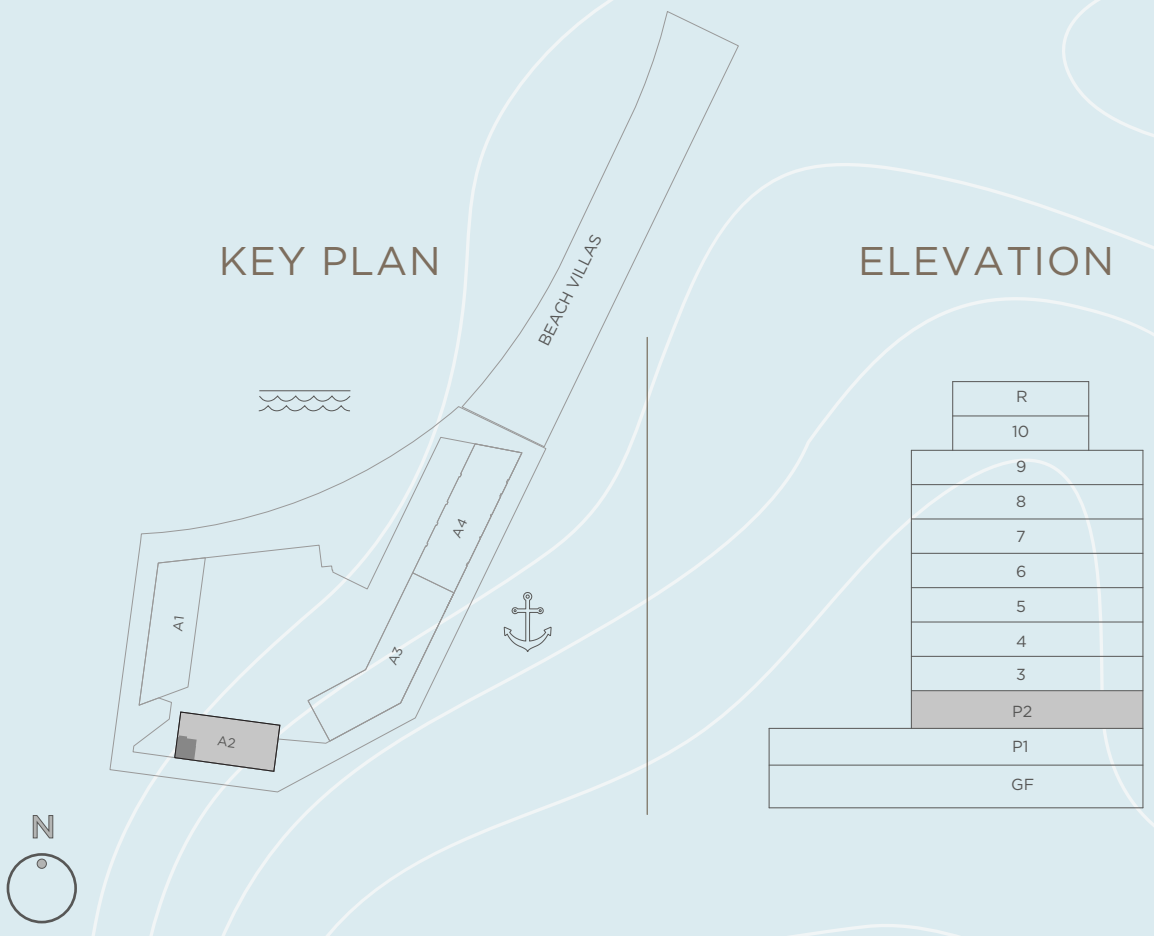 KEY PLAN
ELEVATION
BEACH VILLAS
A4
A1
A3
A2
N
R
10
9
8
7
6
5
4
3
P2
P1
GF